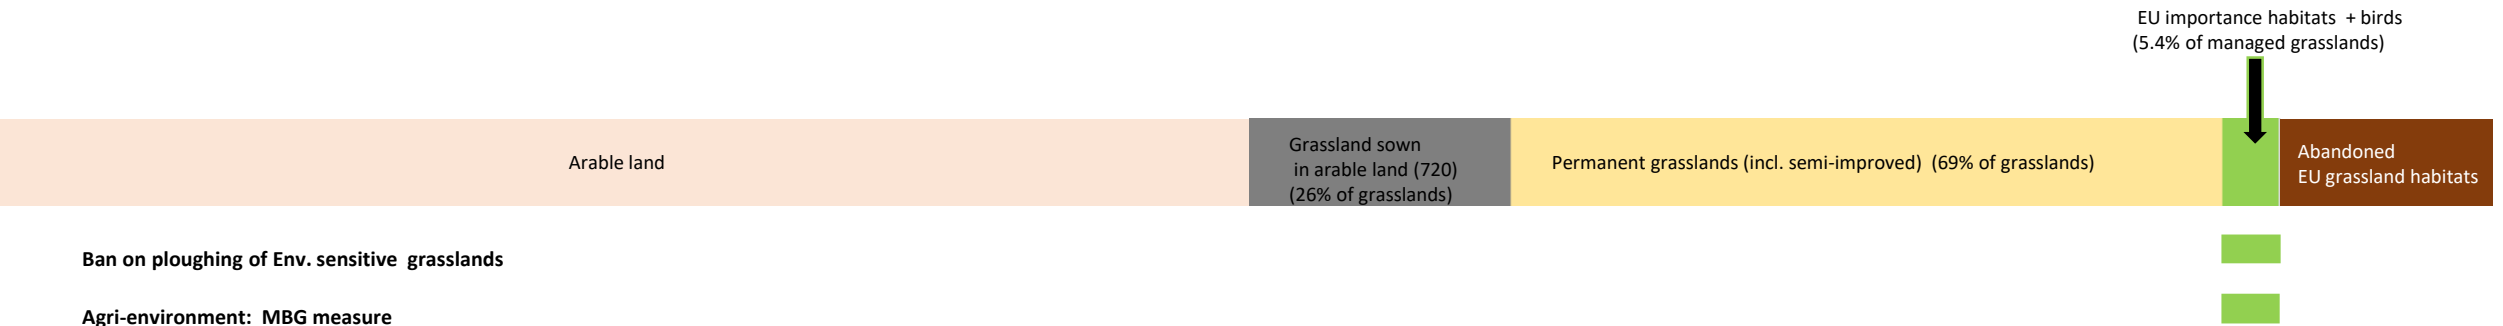 EU importance habitats + birds
(5.4% of managed grasslands)
Arable land
Grassland sown
in arable land (720)
(26% of grasslands)
Permanent grasslands (incl. semi-improved) (69% of grasslands)
Abandoned
EU grassland habitats
Ban on ploughing of Env. sensitive grasslands
Agri-environment: MBG measure